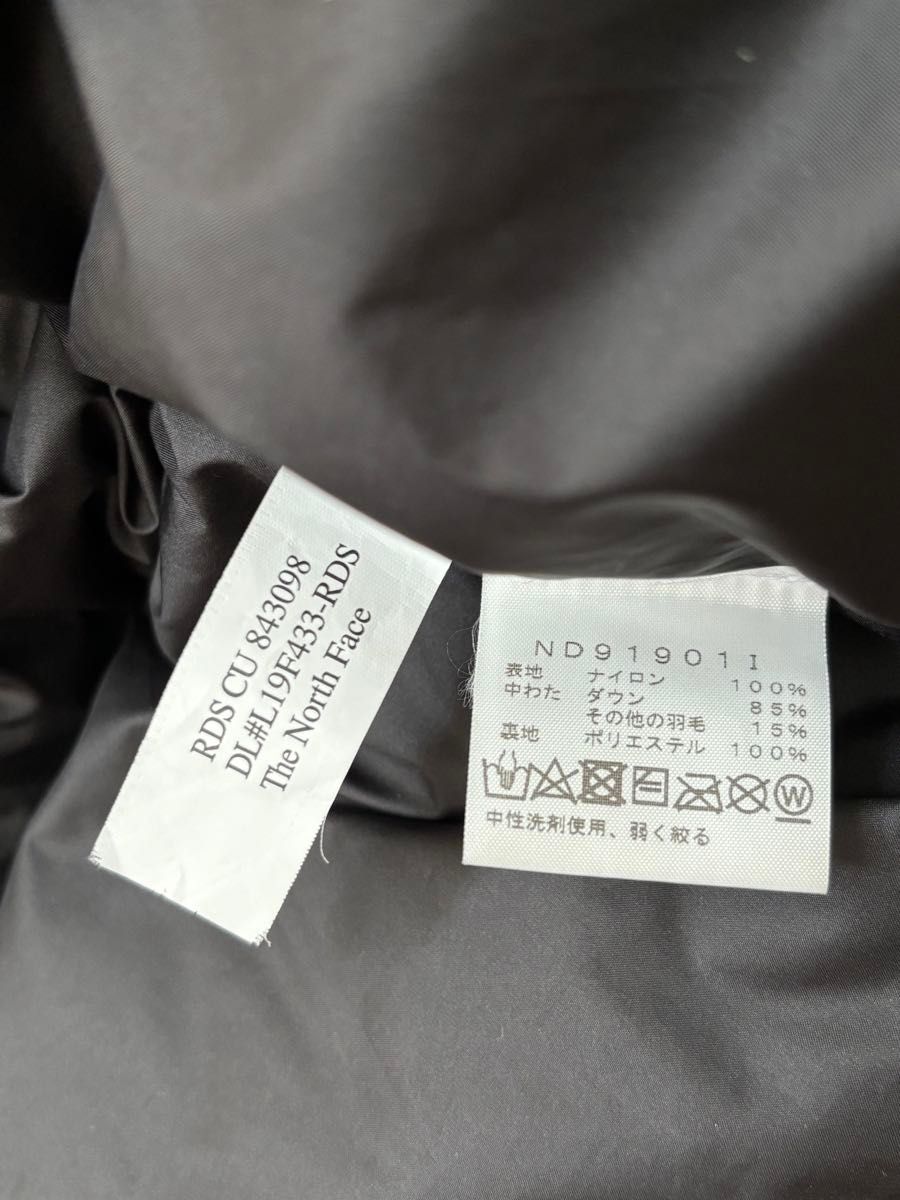 RDS CU 843098
DL#L19F433-RDS
The North Face
ND91901I
表地 ナイロン 100%
中わた ダウン 85%
その他の羽毛 15%
裏地 ポリエステル 100%
W
中性洗剤使用、弱く絞る